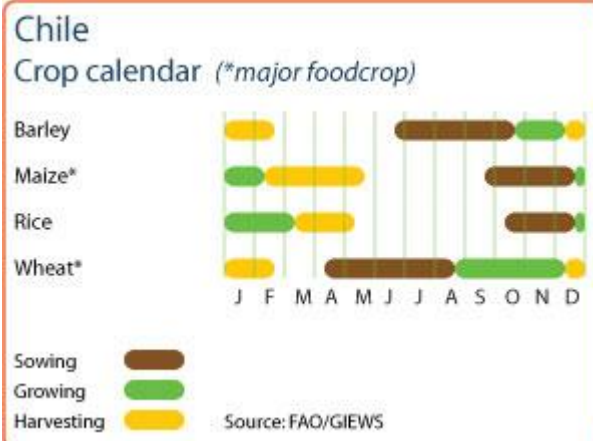 Chile
Crop calendar (*major foodcrop)
Barley
Maize*
Rice
Wheat*
J F M A M J J A S O N D
Sowing
Growing
Harvesting Source: FAO/GIEWS